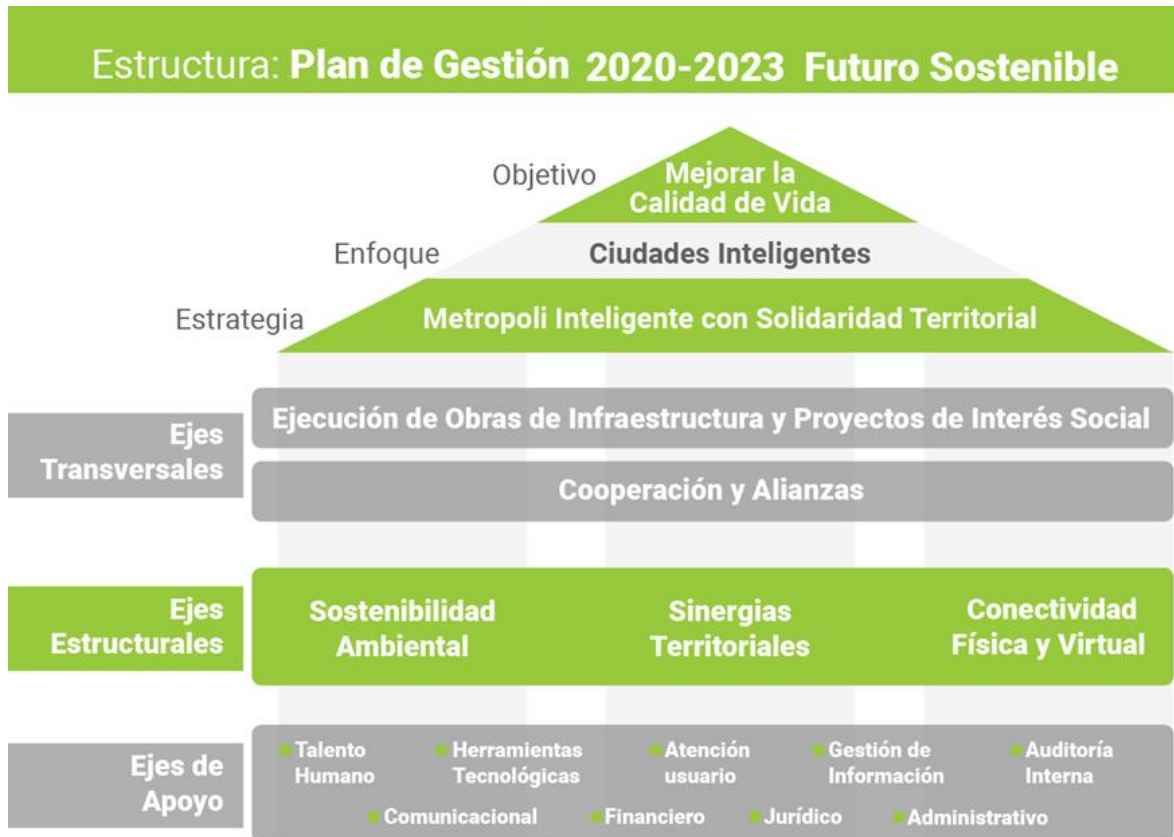 Estructura: Plan de Gestión 2020-2023 Futuro Sostenible
Objetivo
Mejorar la
Calidad de Vida
Enfoque
Ciudades Inteligentes
Estrategia
Metropoli Inteligente con Solidaridad Territorial
Ejes
Transversales
Ejecución de Obras de Infraestructura y Proyectos de Interés Social
Cooperación y Alianzas
Ejes
Estructurales
Sostenibilidad
Ambiental
Sinergias
Territoriales
Conectividad
Física y Virtual
Ejes de
Apoyo
Talento
Humano
Herramientas
Tecnológicas
Atención
usuario
Gestión de
Información
Auditoría
Interna
Comunicacional
Financiero
Jurídico
Administrativo